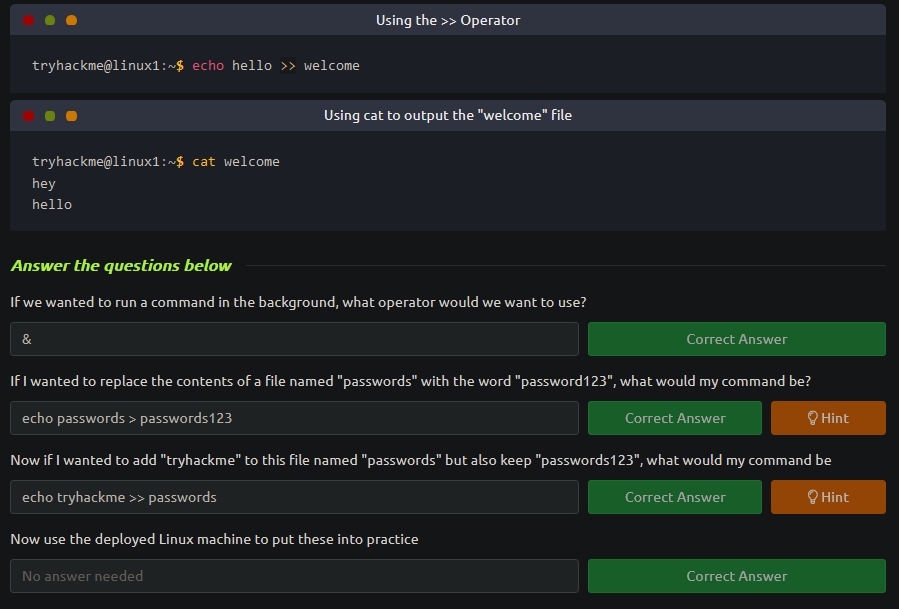 Using the >> Operator
tryhackme@linux1:~$ echo hello >> welcome
Using cat to output the "welcome" file
tryhackme@linux1:~$ cat welcome
hey
hello
Answer the questions below
If we wanted to run a command in the background, what operator would we want to use?
&
Correct Answer
If I wanted to replace the contents of a file named "passwords" with the word "password123", what would my command be?
echo passwords > passwords123
Correct Answer
Hint
Now if I wanted to add "tryhackme" to this file named "passwords" but also keep "passwords123", what would my command be
echo tryhackme >> passwords
Correct Answer
Hint
Now use the deployed Linux machine to put these into practice
No answer needed
Correct Answer